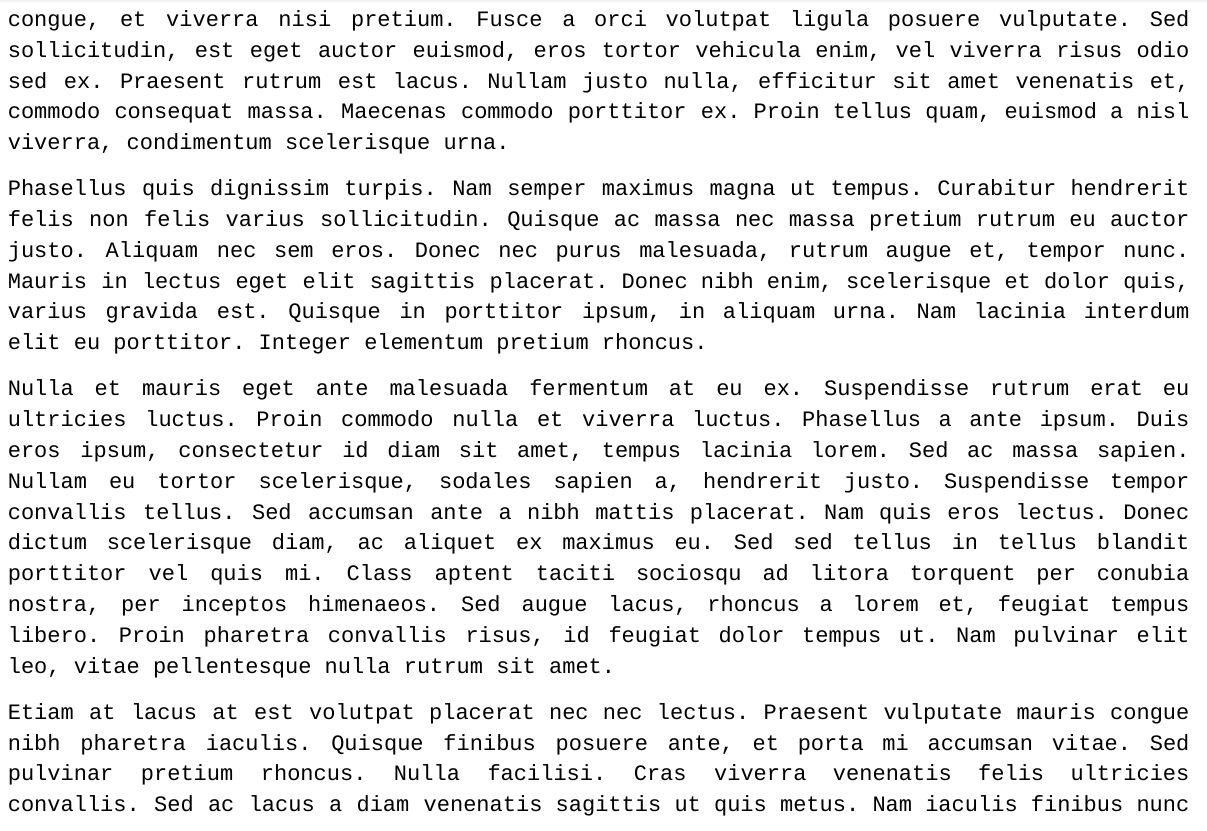 congue, et viverra nisi pretium. Fusce a orci volutpat ligula posuere vulputate. Sed
sollicitudin, est eget auctor euismod, eros tortor vehicula enim, vel viverra risus odio
sed ex. Praesent rutrum est lacus. Nullam justo nulla, efficitur sit amet venenatis et,
commodo consequat massa. Maecenas commodo porttitor ex. Proin tellus quam, euismod a nisl
viverra, condimentum scelerisque urna.
Phasellus quis dignissim turpis. Nam semper maximus magna ut tempus. Curabitur hendrerit
felis non felis varius sollicitudin. Quisque ac massa nec massa pretium rutrum eu auctor
justo. Aliquam nec sem eros. Donec nec purus malesuada, rutrum augue et, tempor nunc.
Mauris in lectus eget elit sagittis placerat. Donec nibh enim, scelerisque et dolor quis,
varius gravida est. Quisque in porttitor ipsum, in aliquam urna. Nam lacinia interdum
elit eu porttitor. Integer elementum pretium rhoncus.
Nulla et mauris eget ante malesuada fermentum at eu ex. Suspendisse rutrum erat eu
ultricies luctus. Proin commodo nulla et viverra luctus. Phasellus a ante ipsum. Duis
eros ipsum, consectetur id diam sit amet, tempus lacinia lorem. Sed ac massa sapien.
Nullam eu tortor scelerisque, sodales sapien a, hendrerit justo. Suspendisse tempor
convallis tellus. Sed accumsan ante a nibh mattis placerat. Nam quis eros lectus. Donec
dictum scelerisque diam, ac aliquet ex maximus eu. Sed sed tellus in tellus blandit
porttitor vel quis mi. Class aptent taciti sociosqu ad litora torquent per conubia
nostra, per inceptos himenaeos. Sed augue lacus, rhoncus a lorem et, feugiat tempus
libero. Proin pharetra convallis risus, id feugiat dolor tempus ut. Nam pulvinar elit
leo, vitae pellentesque nulla rutrum sit amet.
Etiam at lacus at est volutpat placerat nec nec lectus. Praesent vulputate mauris congue
nibh pharetra iaculis. Quisque finibus posuere ante, et porta mi accumsan vitae. Sed
pulvinar pretium rhoncus. Nulla facilisi. Cras viverra venenatis felis ultricies
convallis. Sed ac lacus a diam venenatis sagittis ut quis metus. Nam iaculis finibus nunc